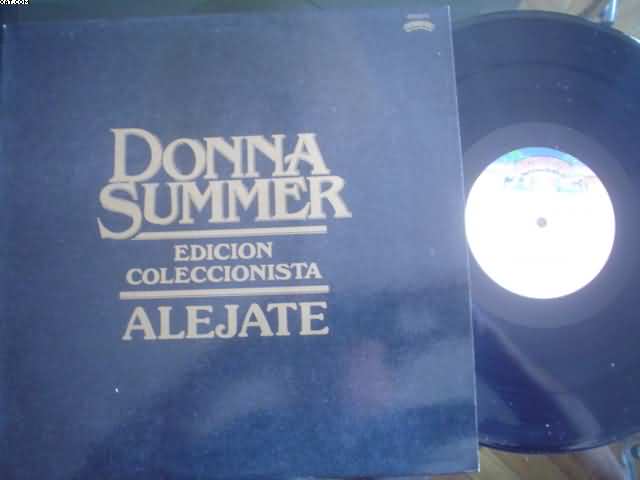 DONNA
SUMMER
EDICION
COLECCIONISTA
ALEJATE